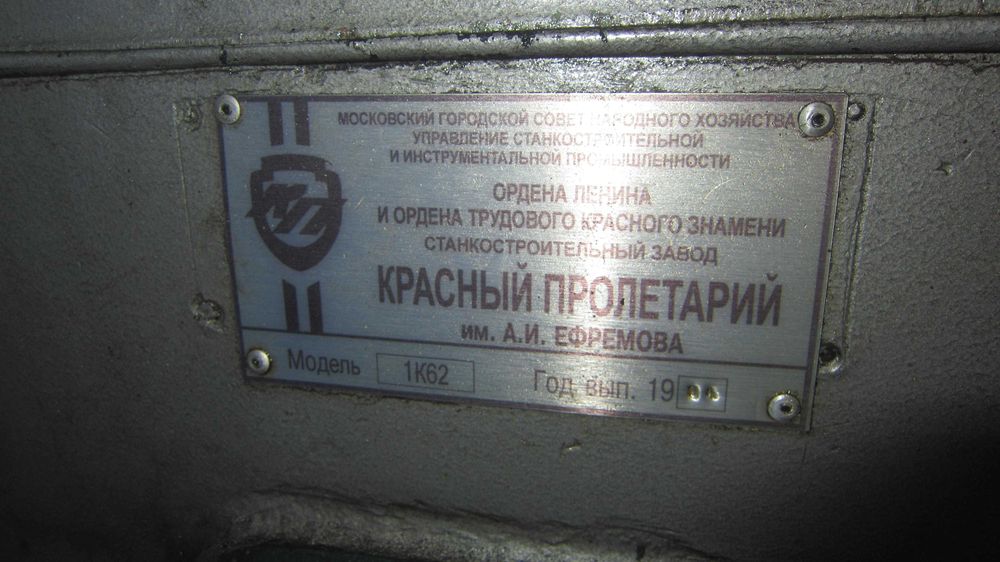 МОСКОВСКИЙ ГОРОДСКОЙ СОВЕТ НАРОДНОГО ХОЗЯЙСТВА
УПРАВЛЕНИЕ СТАНКОСТРОИТЕЛЬНОЙ
И ИНСТРУМЕНТАЛЬНОЙ ПРОМЫШЛЕННОСТИ
ОРДЕНА ЛЕНИНА
И ОРДЕНА ТРУДОВОГО КРАСНОГО ЗНАМЕНИ
СТАНКОСТРОИТЕЛЬНЫЙ ЗАВОД
КРАСНЫЙ ПРОЛЕТАРИЙ
им. А.И. ЕФРЕМОВА
Модель 1К62 Год вып. 19